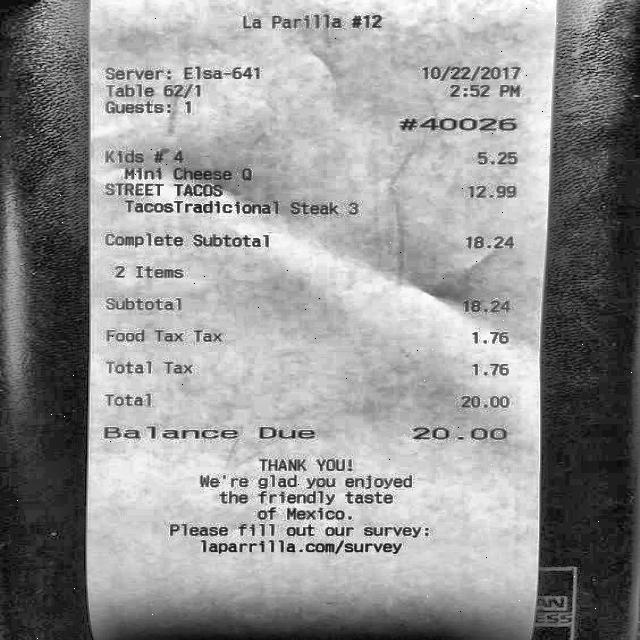 La Parilla #12
Server: Elsa-641 10/22/2017
Table 62/1 2:52 PM
Guests: 1
#40026
Kids # 4 5.25
Mini Cheese Q
STREET TACOS 12.99
TacosTradicional Steak 3
Complete Subtotal 18.24
2 Items
Subtotal 18.24
Food Tax Tax 1.76
Total Tax 1.76
Total 20.00
Balance Due 20.00
THANK YOU!
We're glad you enjoyed
the friendly taste
of Mexico.
Please fill out our survey:
laparrilla.com/survey